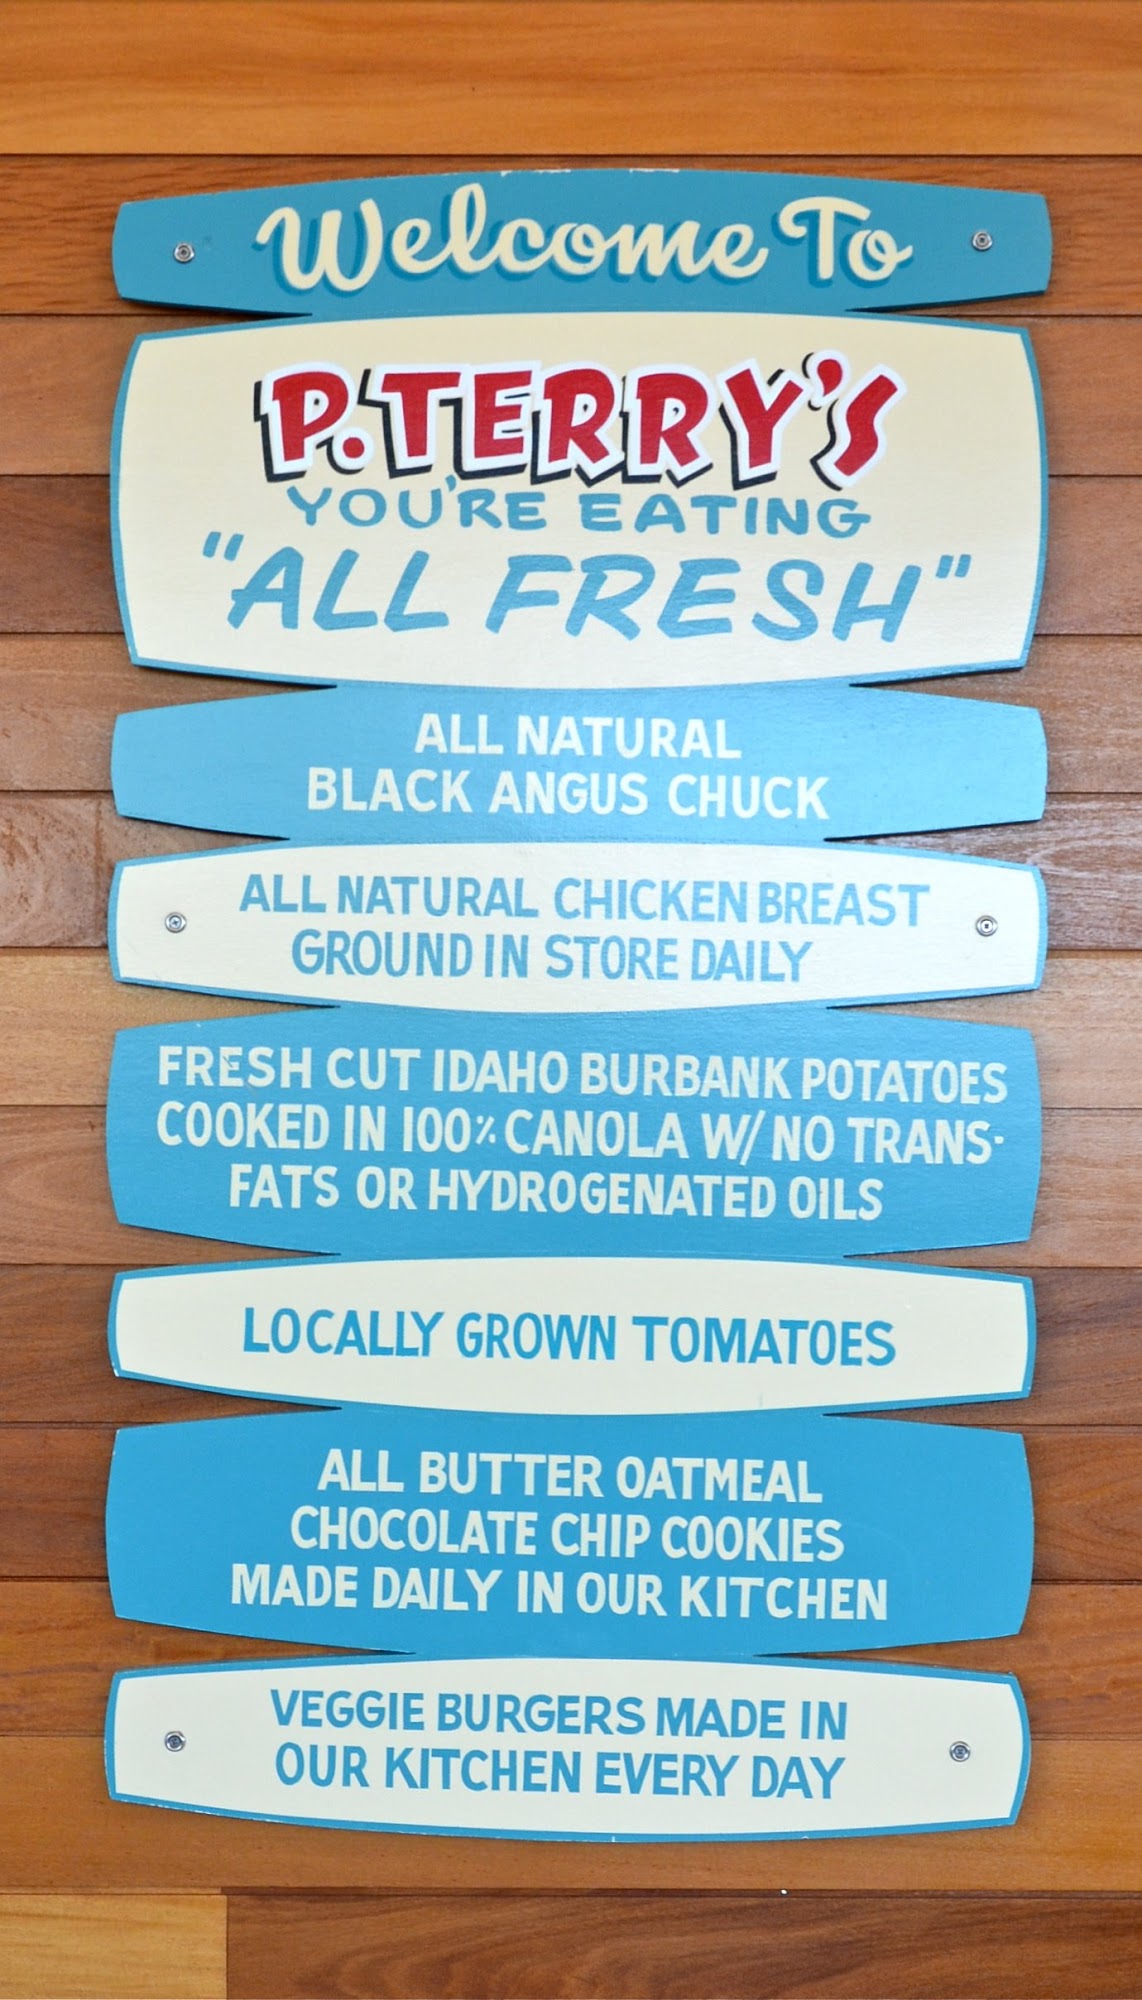 Welcome To
P. TERRY'S
YOU'RE EATING
"ALL FRESH"
ALL NATURAL
BLACK ANGUS CHUCK
ALL NATURAL CHICKEN BREAST
GROUND IN STORE DAILY
FRESH CUT IDAHO BURBANK POTATOES
COOKED IN 100% CANOLA W/ NO TRANS-
FATS OR HYDROGENATED OILS
LOCALLY GROWN TOMATOES
ALL BUTTER OATMEAL
CHOCOLATE CHIP COOKIES
MADE DAILY IN OUR KITCHEN
VEGGIE BURGERS MADE IN
OUR KITCHEN EVERY DAY